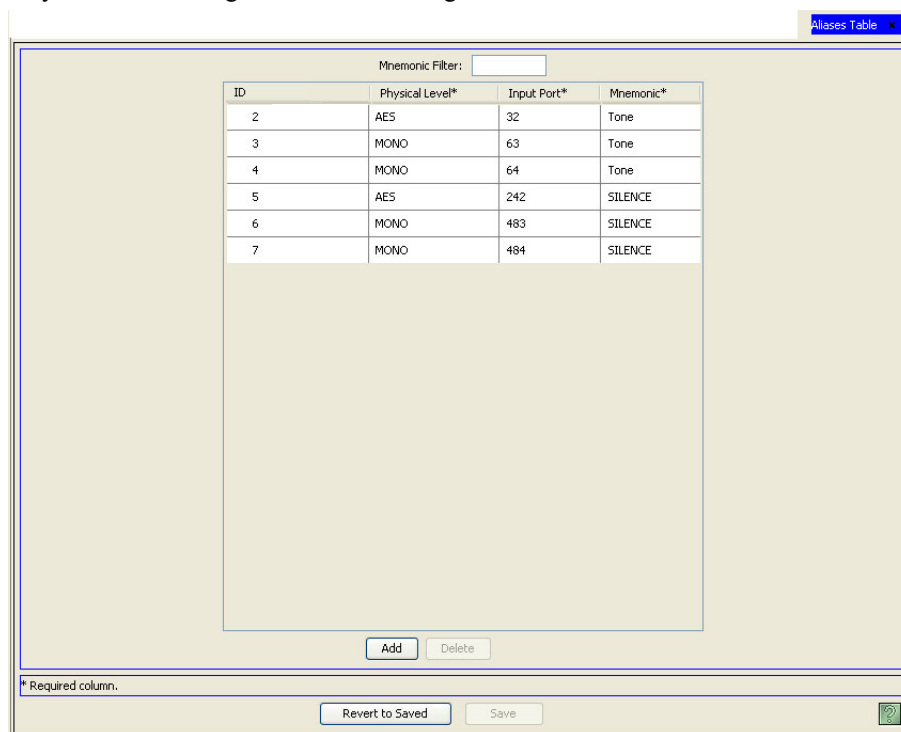 Aliases Table ×
Mnemonic Filter:
ID Physical Level* Input Port* Mnemonic*
2 AES 32 Tone
3 MONO 63 Tone
4 MONO 64 Tone
5 AES 242 SILENCE
6 MONO 483 SILENCE
7 MONO 484 SILENCE
Add Delete
* Required column.
Revert to Saved Save ?